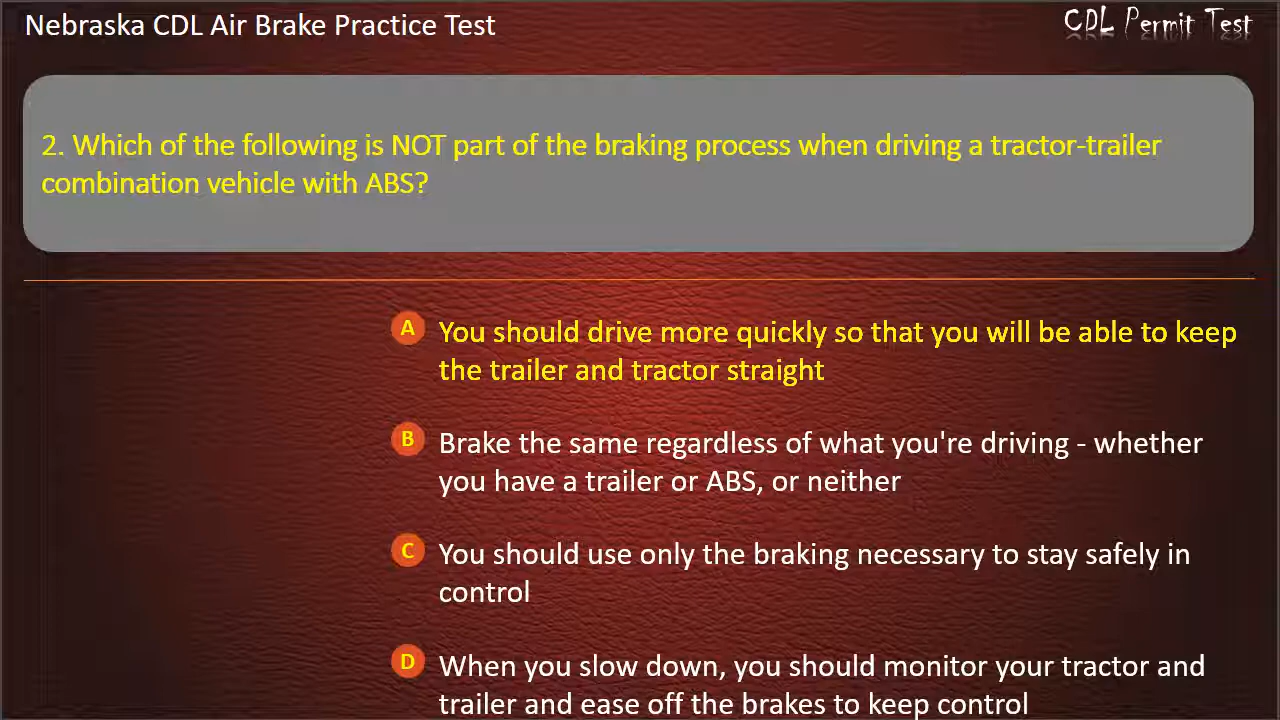 Nebraska CDL Air Brake Practice Test
CDL Permit Test
2. Which of the following is NOT part of the braking process when driving a tractor-trailer
combination vehicle with ABS?
A You should drive more quickly so that you will be able to keep
the trailer and tractor straight
B Brake the same regardless of what you're driving - whether
you have a trailer or ABS, or neither
C You should use only the braking necessary to stay safely in
control
D When you slow down, you should monitor your tractor and
trailer and ease off the brakes to keep control